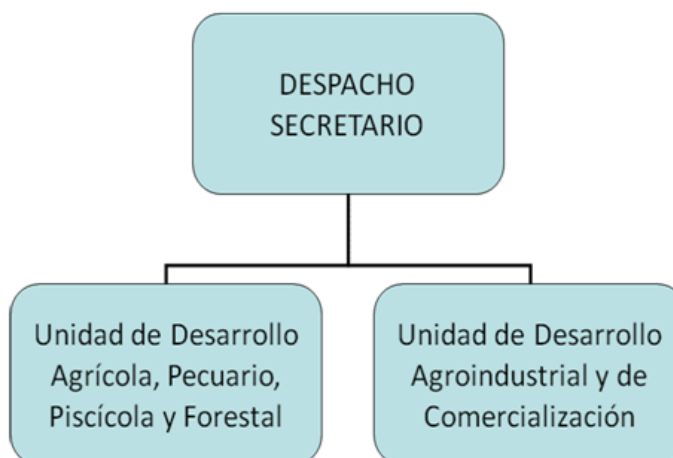 DESPACHO
SECRETARIO
Unidad de Desarrollo
Agrícola, Pecuario,
Piscícola y Forestal
Unidad de Desarrollo
Agroindustrial y de
Comercialización